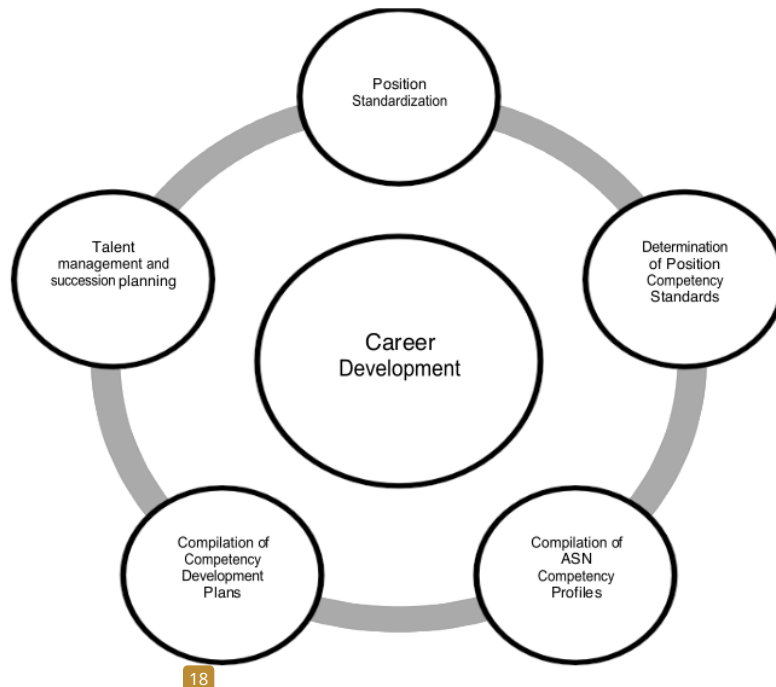 Position
Standardization
Talent
management and
succession planning
Determination
of Position
Competency
Standards
Career
Development
Compilation of
Competency
Development
Plans
Compilation of
ASN
Competency
Profiles
18